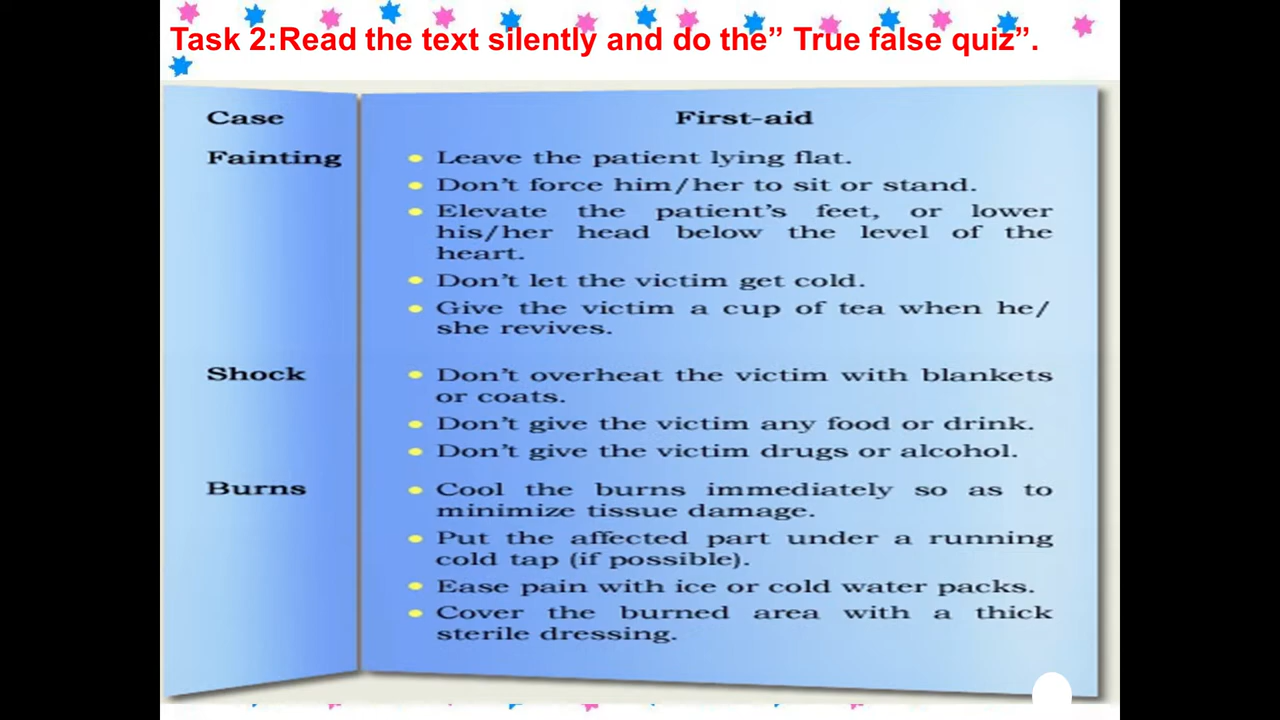 Task 2:Read the text silently and do the” True false quiz”.
Case
First-aid
Fainting
• Leave the patient lying flat.
• Don't force him/her to sit or stand.
• Elevate the patient's feet, or lower
his/her head below the level of the
heart.
• Don't let the victim get cold.
• Give the victim a cup of tea when he/
she revives.
Shock
• Don't overheat the victim with blankets
or coats.
• Don't give the victim any food or drink.
• Don't give the victim drugs or alcohol.
Burns
• Cool the burns immediately so as to
minimize tissue damage.
• Put the affected part under a running
cold tap (if possible).
• Ease pain with ice or cold water packs.
• Cover the burned area with a thick
sterile dressing.